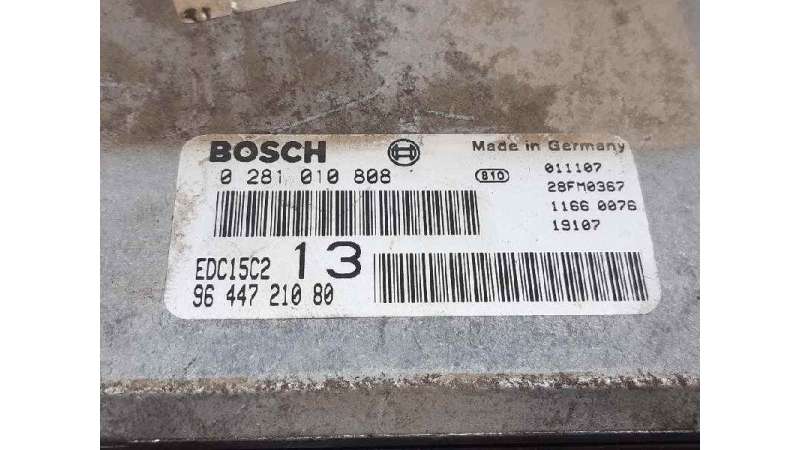 BOSCH
Made in Germany
0 281 010 808
810
011107
28FM0367
1166 0076
19107
EDC15C2 13
96 447 210 80